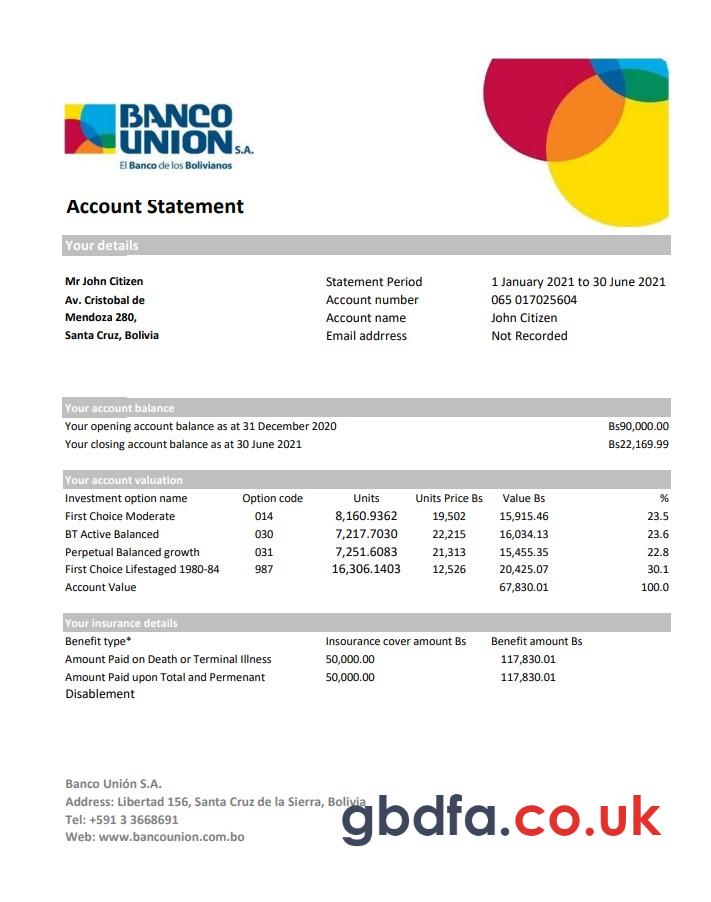 BANCO
UNION S.A.
El Banco de los Bolivianos
Account Statement
Your details
Mr John Citizen Statement Period 1 January 2021 to 30 June 2021
Av. Cristobal de Account number 065 017025604
Mendoza 280, Account name John Citizen
Santa Cruz, Bolivia Email addrress Not Recorded
Your account balance
Your opening account balance as at 31 December 2020 Bs90,000.00
Your closing account balance as at 30 June 2021 Bs22,169.99
Your account valuation
Investment option name Option code Units Units Price Bs Value Bs %
First Choice Moderate 014 8,160.9362 19,502 15,915.46 23.5
BT Active Balanced 030 7,217.7030 22,215 16,034.13 23.6
Perpetual Balanced growth 031 7,251.6083 21,313 15,455.35 22.8
First Choice Lifestaged 1980-84 987 16,306.1403 12,526 20,425.07 30.1
Account Value 67,830.01 100.0
Your insurance details
Benefit type* Insourance cover amount Bs Benefit amount Bs
Amount Paid on Death or Terminal Illness 50,000.00 117,830.01
Amount Paid upon Total and Permenant 50,000.00 117,830.01
Disablement
Banco Unión S.A.
Address: Libertad 156, Santa Cruz de la Sierra, Bolivia
Tel: +591 3 3668691
Web: www.bancounion.com.bo
gbdfa.co.uk